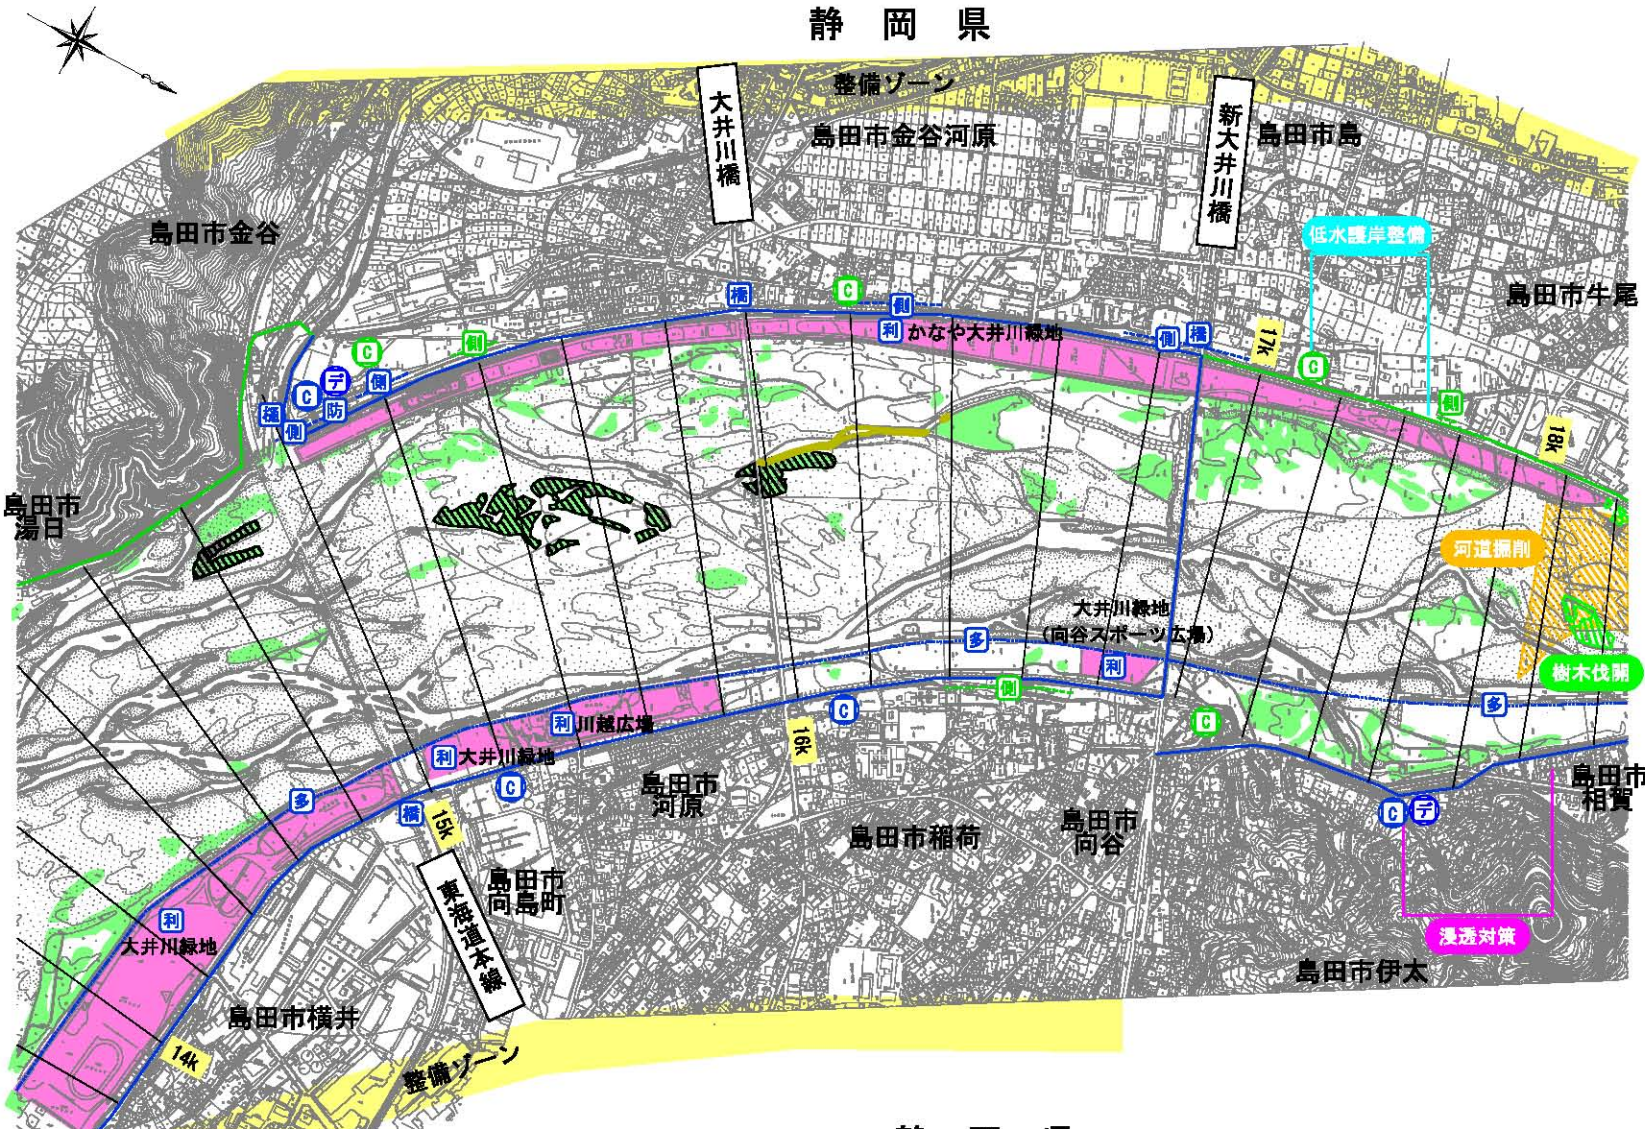 静岡県
整備ゾーン
大井川橋
新大井川橋
島田市金谷河原
島田市島
島田市金谷
低水護岸整備
島田市牛尾
橋
C
側
利 かなや大井川緑地
側
橋
17k
C
側
C
デ
側
C
防
側
側
18k
島田市
湯日
河道掘削
大井川緑地
(向谷スポーツ広場)
多
利
樹木伐開
側
多
C
C
16k
利 川越広場
利 大井川緑地
C
島田市
河原
島田市
相賀
多
橋
15k
C
デ
島田市稲荷
島田市
向谷
東海道本線
島田市
向島町
利
大井川緑地
浸透対策
島田市伊太
島田市横井
14k
整備ゾーン